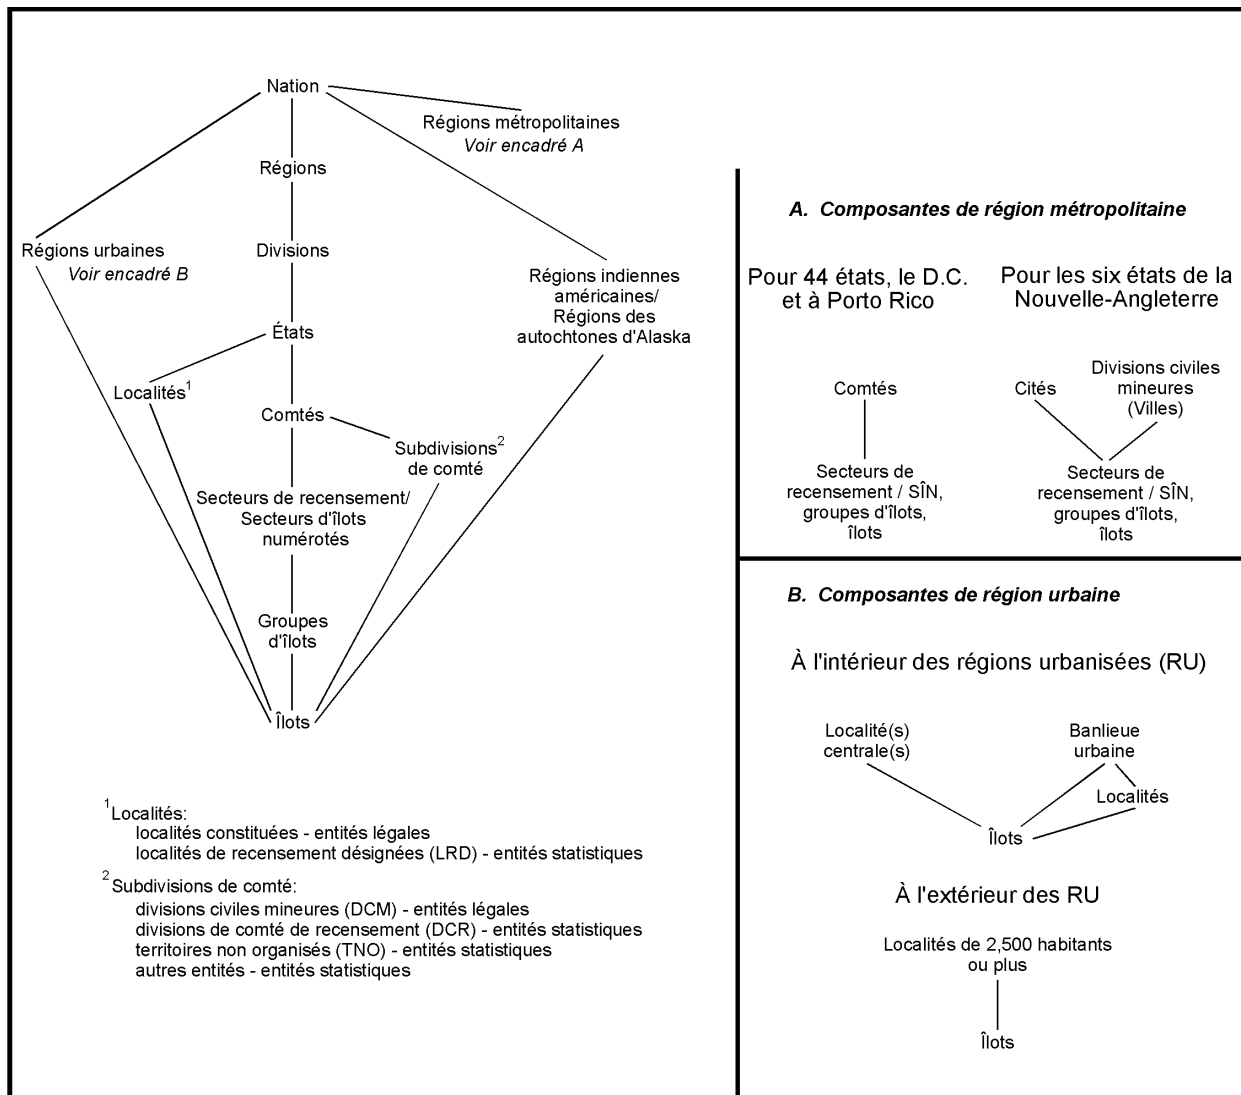 Nation
Régions métropolitaines
Voir encadré A
Régions
Régions urbaines
Voir encadré B
Divisions
Régions indiennes
américaines/
Régions des
autochtones d'Alaska
États
Localités1
Comtés
Subdivisions2
de comté
Secteurs de recensement/
Secteurs d'îlots
numérotés
Groupes
d'îlots
Îlots
1Localités:
localités constituées - entités légales
localités de recensement désignées (LRD) - entités statistiques
2Subdivisions de comté:
divisions civiles mineures (DCM) - entités légales
divisions de comté de recensement (DCR) - entités statistiques
territoires non organisés (TNO) - entités statistiques
autres entités - entités statistiques
A. Composantes de région métropolitaine
Pour 44 états, le D.C.
et à Porto Rico
Comtés
Secteurs de
recensement / SÎN,
groupes d'îlots,
îlots
Pour les six états de la
Nouvelle-Angleterre
Cités
Divisions civiles
mineures
(Villes)
Secteurs de
recensement / SÎN,
groupes d'îlots,
îlots
B. Composantes de région urbaine
À l'intérieur des régions urbanisées (RU)
Localité(s)
centrale(s)
Banlieue
urbaine
Localités
Îlots
À l'extérieur des RU
Localités de 2,500 habitants
ou plus
Îlots